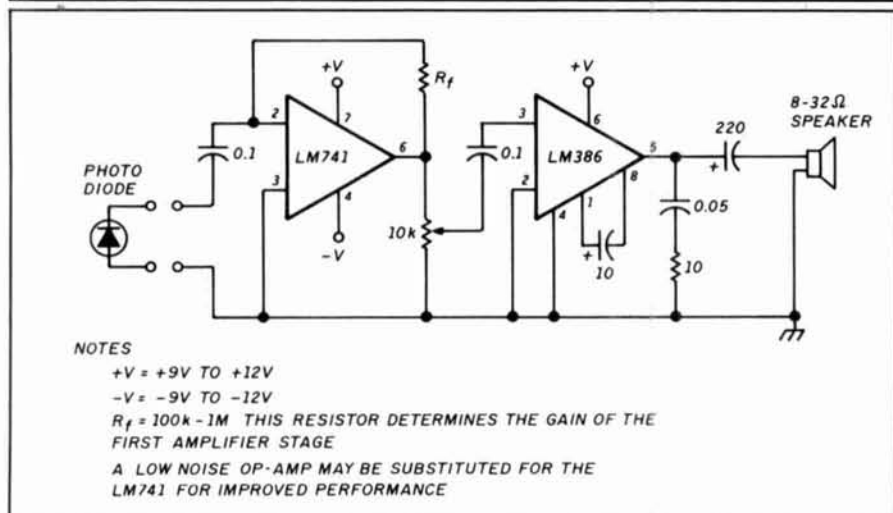 +V
Rf
2
7
8-32Ω
SPEAKER
0.1
LM741
6
3
4
PHOTO
DIODE
-V
10k
+V
3
6
0.1
LM386
5
220
+
2
4
1
8
+
10
0.05
10
NOTES
+V = +9V TO +12V
-V = -9V TO -12V
Rf = 100k - 1M THIS RESISTOR DETERMINES THE GAIN OF THE
FIRST AMPLIFIER STAGE
A LOW NOISE OP-AMP MAY BE SUBSTITUTED FOR THE
LM741 FOR IMPROVED PERFORMANCE